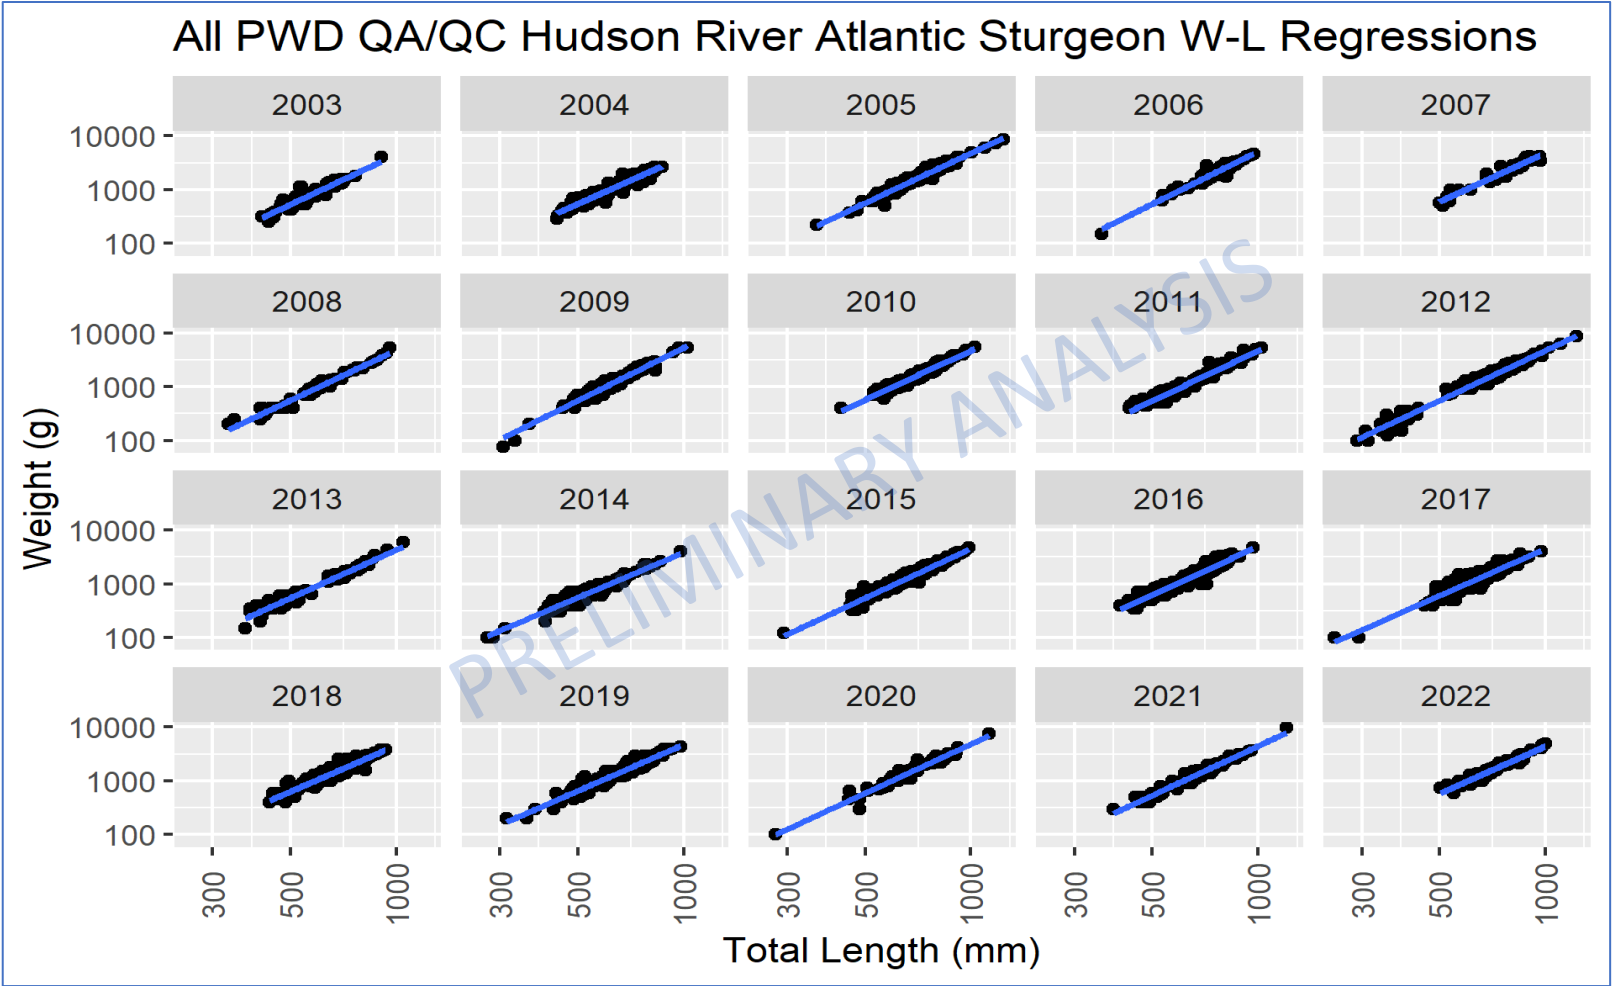 All PWD QA/QC Hudson River Atlantic Sturgeon W-L Regressions
2003 2004 2005 2006 2007
10000
1000
100
2008 2009 2010 2011 2012
10000
1000
100
2013 2014 2015 2016 2017
10000
1000
100
2018 2019 2020 2021 2022
10000
1000
100
300 500 1000 300 500 1000 300 500 1000 300 500 1000 300 500 1000
Total Length (mm)
Weight (g)
PRELIMINARY ANALYSIS